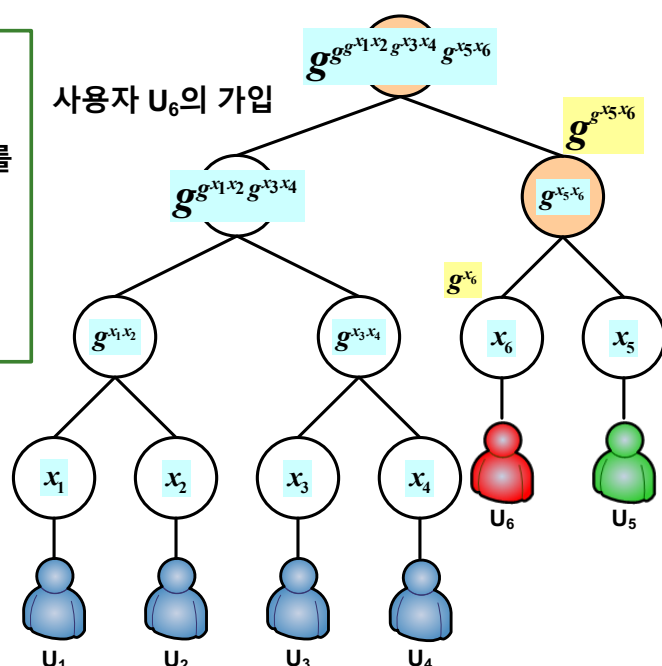 를
사용자 U₆의 가입
g^{g^{g^{x₁x₂} g^{x₃x₄}} g^{x₅x₆}}
g^{g^{x₅x₆}}
g^{g^{x₁x₂} g^{x₃x₄}}
g^{x₅x₆}
g^{x₆}
g^{x₁x₂}
g^{x₃x₄}
x₆
x₅
x₁
x₂
x₃
x₄
U₆
U₅
U₁
U₂
U₃
U₄